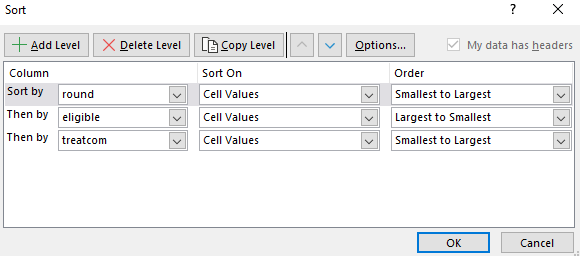 Sort
? ×
Add Level Delete Level Copy Level Options... My data has headers
Column Sort On Order
Sort by round Cell Values Smallest to Largest
Then by eligible Cell Values Largest to Smallest
Then by treatcom Cell Values Smallest to Largest
OK Cancel